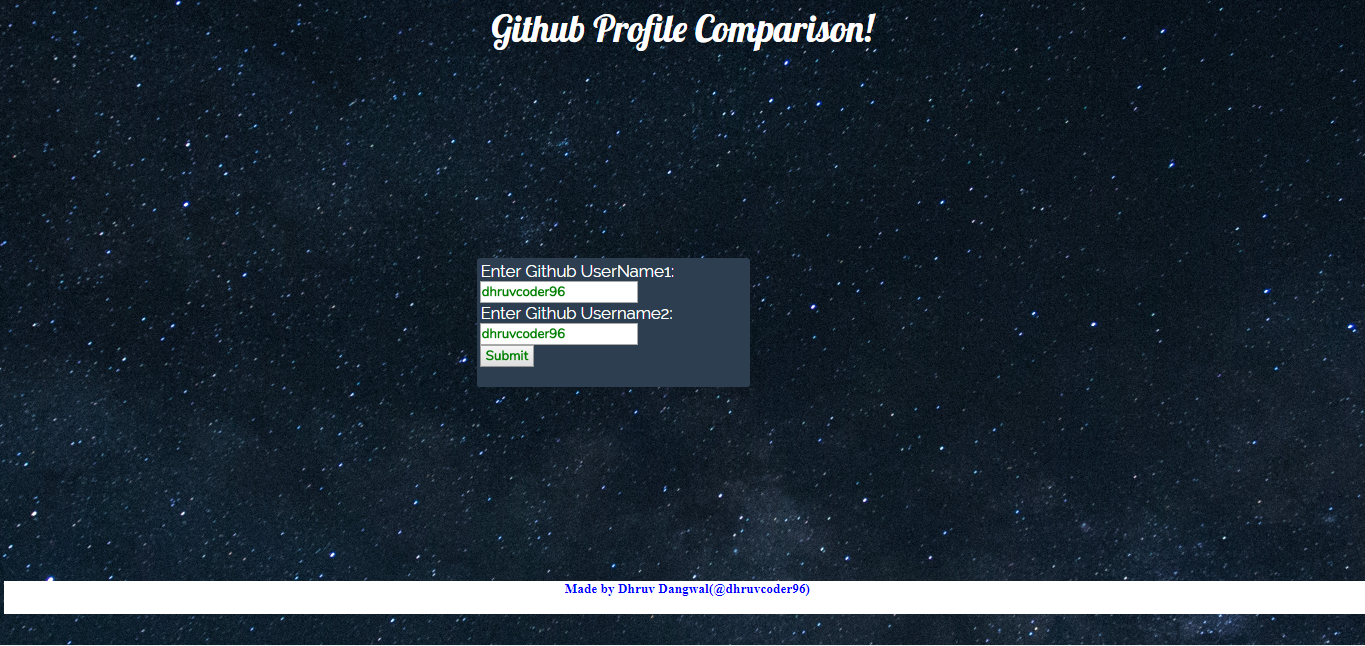 Github Profile Comparison!
Enter Github UserName1:
dhruvcoder96
Enter Github Username2:
dhruvcoder96
Submit
Made by Dhruv Dangwal(@dhruvcoder96)